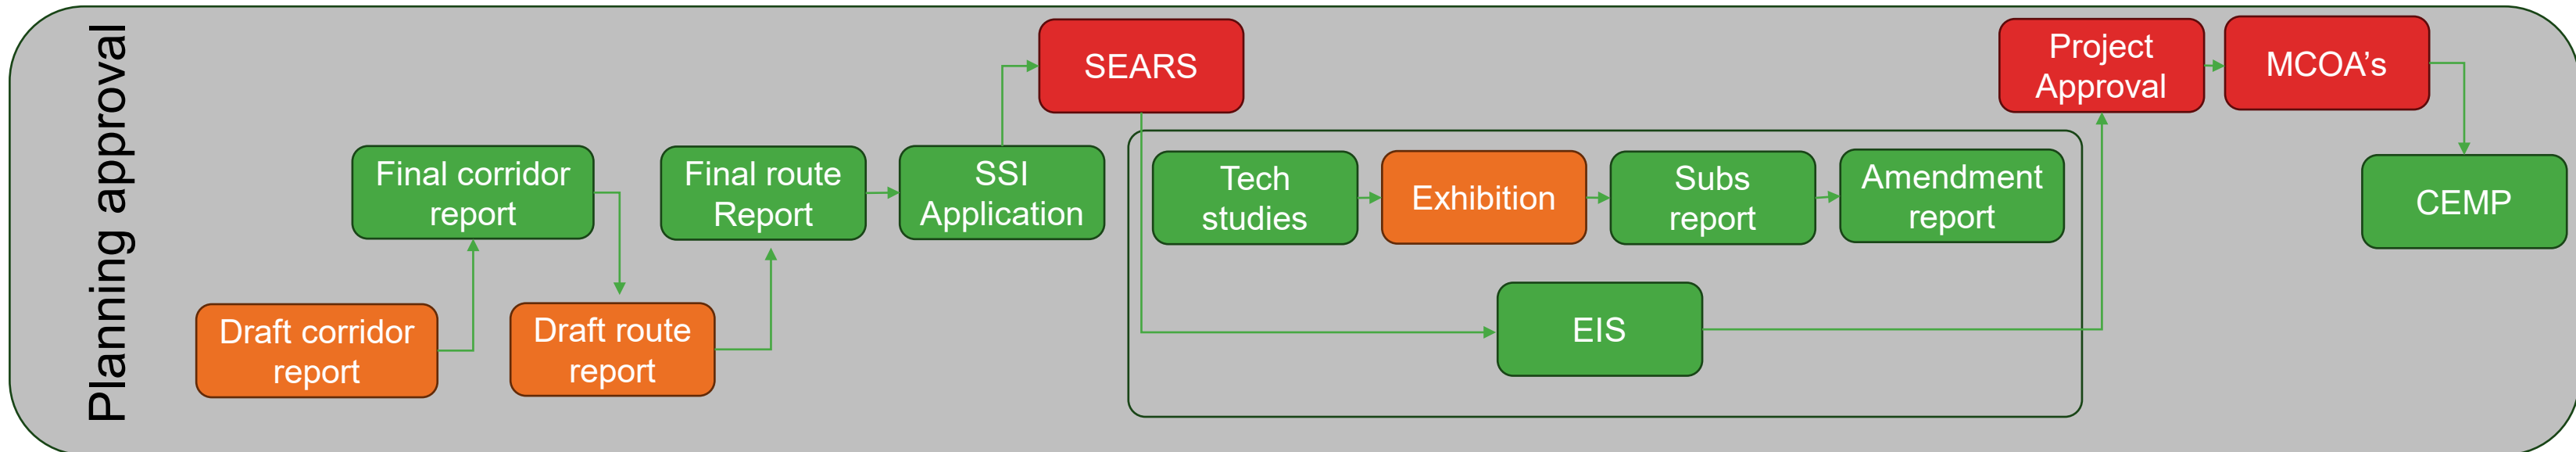 Planning approval
Draft corridor
report
Final corridor
report
Draft route
report
Final route
Report
SSI
Application
SEARS
Tech
studies
Exhibition
Subs
report
Amendment
report
EIS
Project
Approval
MCOA’s
CEMP